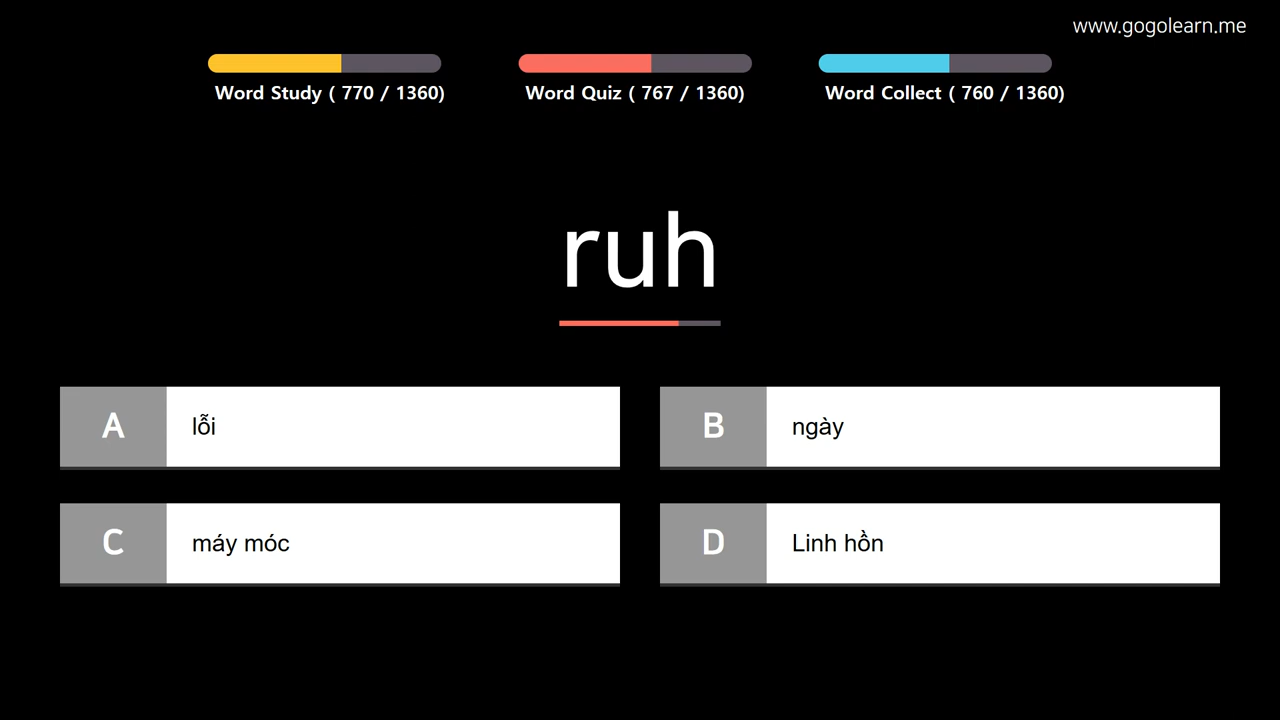 www.gogolearn.me
Word Study ( 770 / 1360)
Word Quiz ( 767 / 1360)
Word Collect ( 760 / 1360)
ruh
A lỗi
B ngày
C máy móc
D Linh hồn